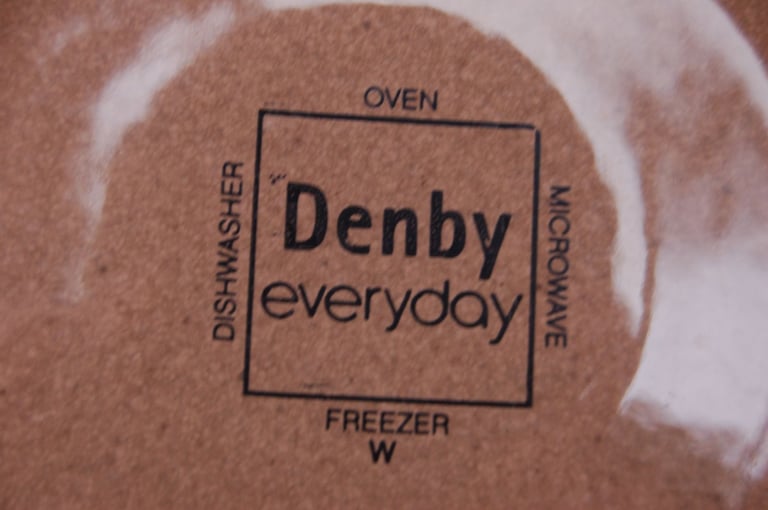 OVEN
DISHWASHER
Denby
everyday
MICROWAVE
FREEZER
W